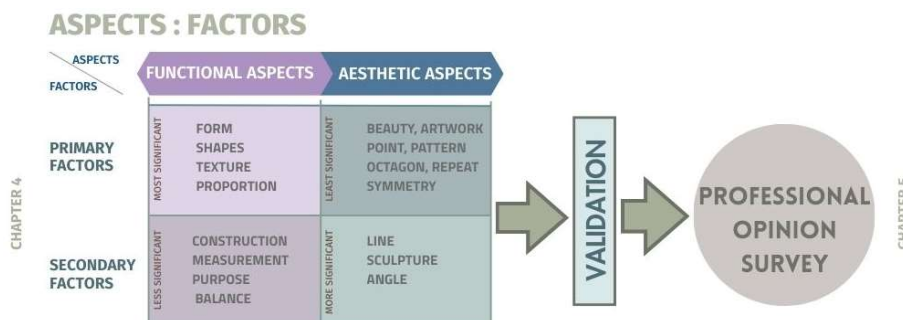 ASPECTS : FACTORS
ASPECTS
FACTORS
FUNCTIONAL ASPECTS
AESTHETIC ASPECTS
PRIMARY
FACTORS
MOST SIGNIFICANT
FORM
SHAPES
TEXTURE
PROPORTION
LEAST SIGNIFICANT
BEAUTY, ARTWORK
POINT, PATTERN
OCTAGON, REPEAT
SYMMETRY
SECONDARY
FACTORS
LESS SIGNIFICANT
CONSTRUCTION
MEASUREMENT
PURPOSE
BALANCE
MORE SIGNIFICANT
LINE
SCULPTURE
ANGLE
VALIDATION
PROFESSIONAL
OPINION
SURVEY
CHAPTER 4
CHAPTER 5